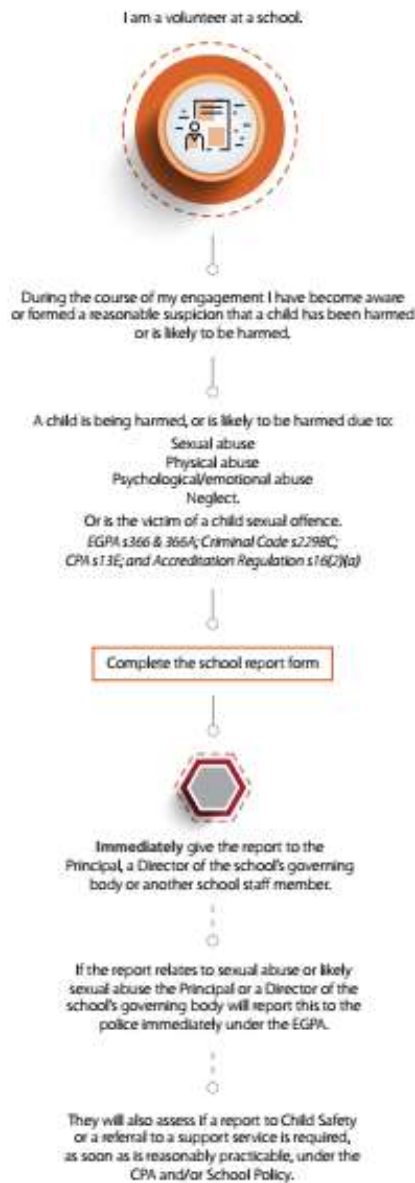 I am a volunteer at a school.
During the course of my engagement I have become aware
or formed a reasonable suspicion that a child has been harmed
or is likely to be harmed.
A child is being harmed, or is likely to be harmed due to:
Sexual abuse
Physical abuse
Psychological/emotional abuse
Neglect.
Or is the victim of a child sexual offence.
EGPA s366 & 366A; Criminal Code s229BC;
CPA s13E; and Accreditation Regulation s16(2)(a)
Complete the school report form
Immediately give the report to the
Principal, a Director of the school's governing
body or another school staff member.
If the report relates to sexual abuse or likely
sexual abuse the Principal or a Director of the
school's governing body will report this to the
police immediately under the EGPA.
They will also assess if a report to Child Safety
or a referral to a support service is required,
as soon as is reasonably practicable, under the
CPA and/or School Policy.